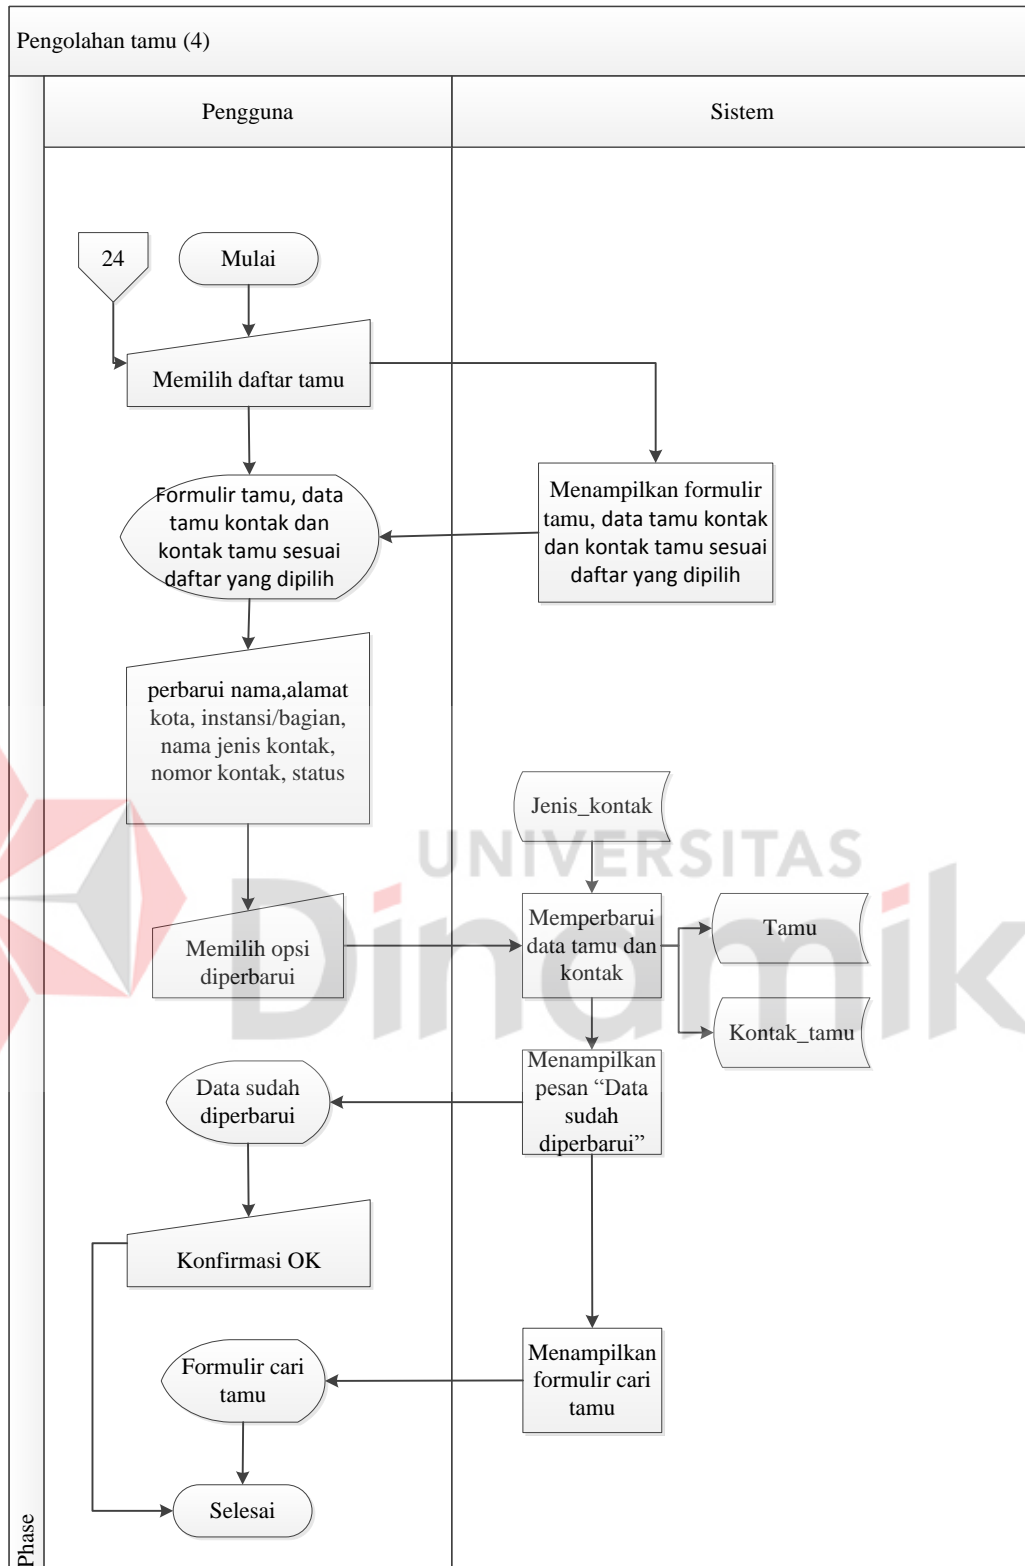 Pengolahan tamu (4)
Pengguna
Sistem
24
Mulai
Memilih daftar tamu
Formulir tamu, data
tamu kontak dan
kontak tamu sesuai
daftar yang dipilih
Menampilkan formulir
tamu, data tamu kontak
dan kontak tamu sesuai
daftar yang dipilih
perbarui nama,alamat
kota, instansi/bagian,
nama jenis kontak,
nomor kontak, status
Jenis_kontak
UNIVERSITAS
Dinamika
Memilih opsi
diperbarui
Memperbarui
data tamu dan
kontak
Tamu
Kontak_tamu
Menampilkan
pesan “Data
sudah
diperbarui”
Data sudah
diperbarui
Konfirmasi OK
Menampilkan
formulir cari
tamu
Formulir cari
tamu
Selesai
Phase